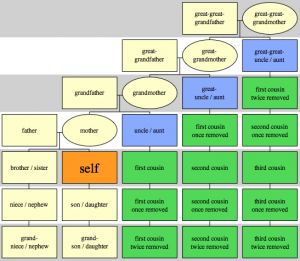 great-great-
grandfather
great-great-
grandmother
great-
grandfather
great-
grandmother
great-great-
uncle / aunt
grandfather
grandmother
great-
uncle / aunt
first cousin
twice removed
father
mother
uncle / aunt
first cousin
once removed
second cousin
once removed
brother / sister
self
first cousin
second cousin
third cousin
niece / nephew
son / daughter
first cousin
once removed
second cousin
once removed
third cousin
once removed
grand-
niece / nephew
grand-
son / daughter
first cousin
twice removed
second cousin
twice removed
third cousin
twice removed